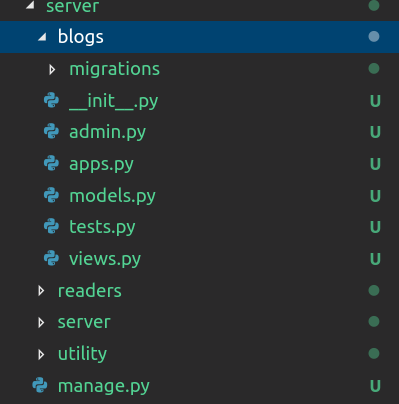 server
blogs
migrations
__init__.py U
admin.py U
apps.py U
models.py U
tests.py U
views.py U
readers
server
utility
manage.py U